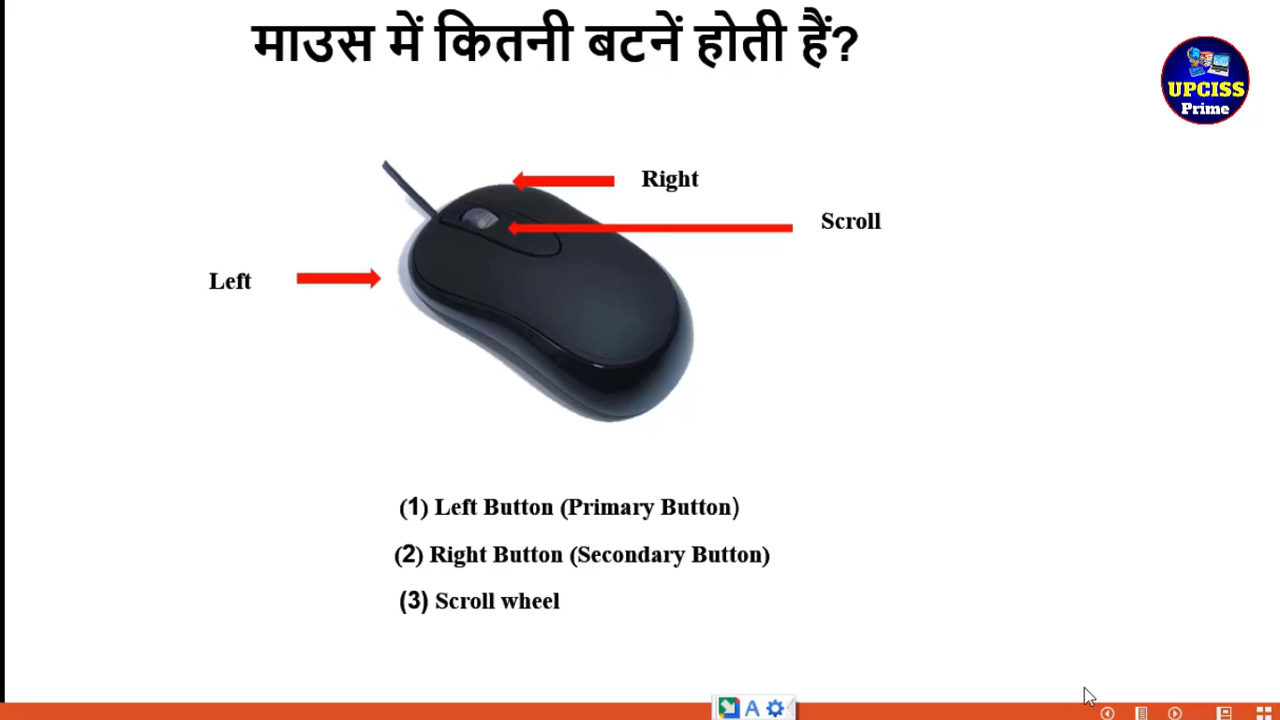 माउस में कितनी बटनें होती हैं?
UPCISS
Prime
Right
Scroll
Left
(1) Left Button (Primary Button)
(2) Right Button (Secondary Button)
(3) Scroll wheel
A